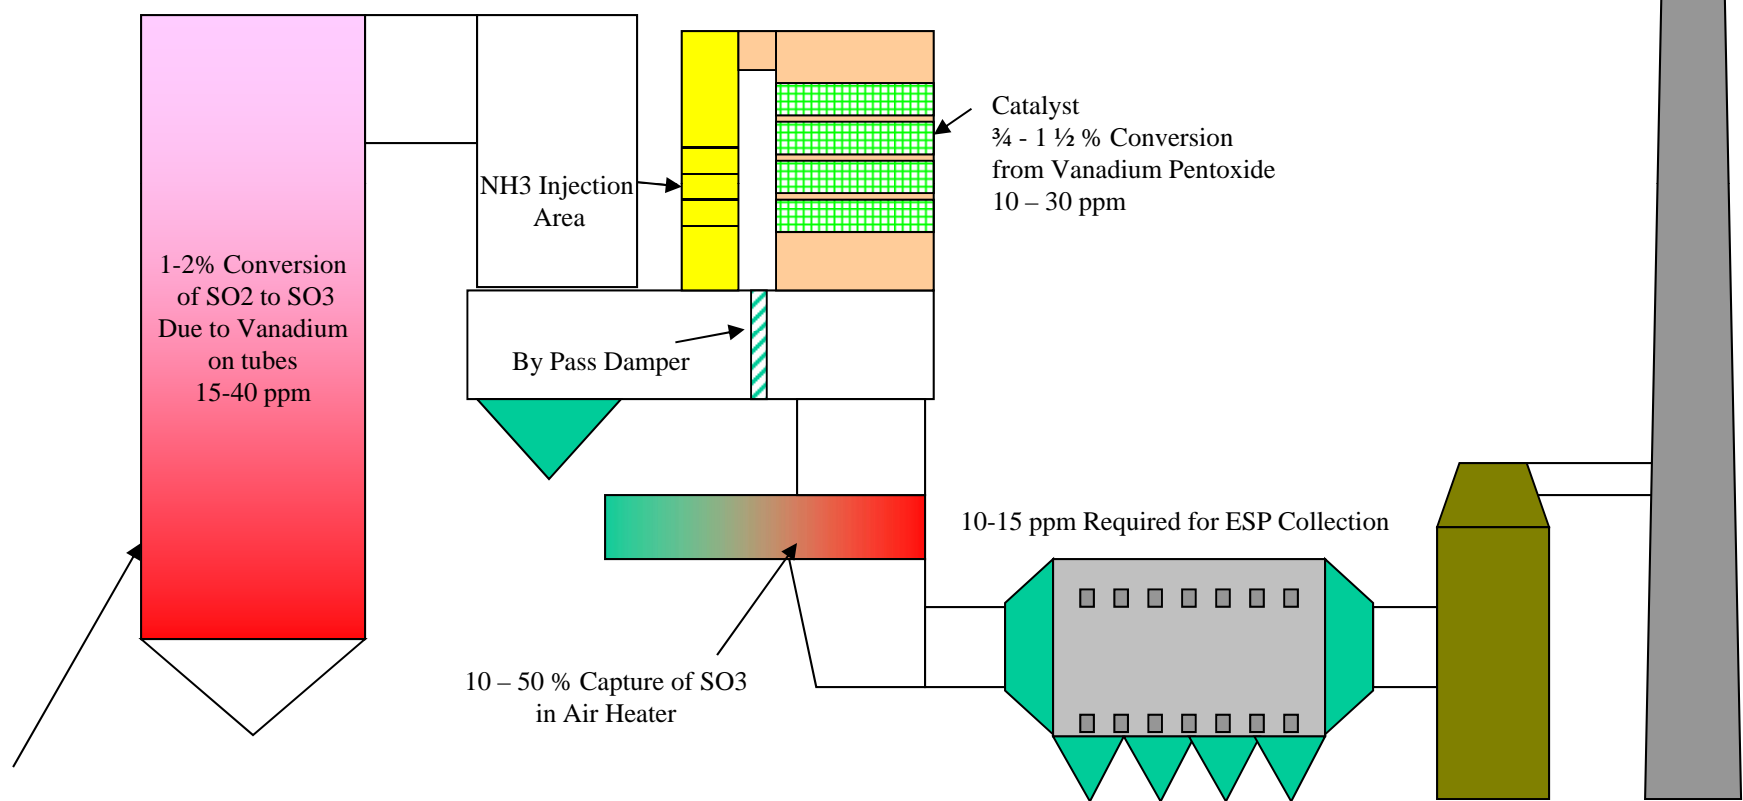 1-2% Conversion
of SO2 to SO3
Due to Vanadium
on tubes
15-40 ppm
NH3 Injection
Area
By Pass Damper
Catalyst
¾ - 1 ½ % Conversion
from Vanadium Pentoxide
10 – 30 ppm
10 – 50 % Capture of SO3
in Air Heater
10-15 ppm Required for ESP Collection